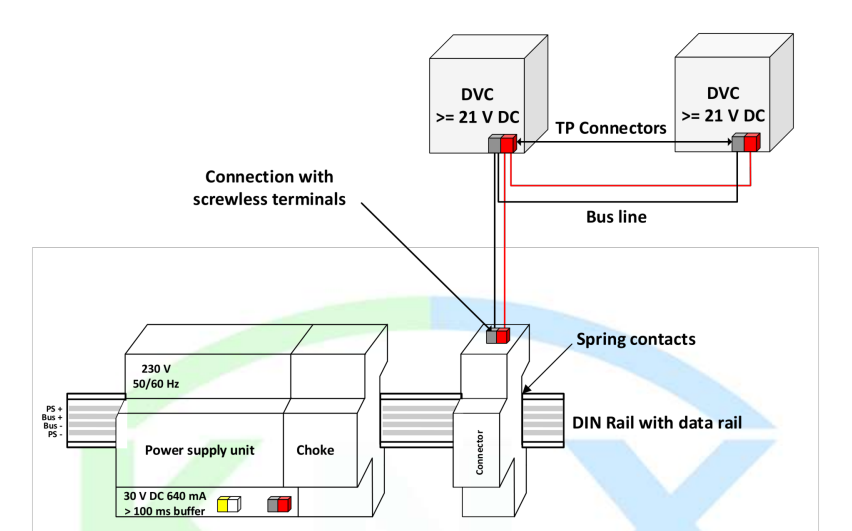 DVC
>= 21 V DC
DVC
>= 21 V DC
TP Connectors
Connection with
screwless terminals
Bus line
Spring contacts
230 V
50/60 Hz
PS +
Bus +
Bus -
PS -
DIN Rail with data rail
Power supply unit
Choke
Connector
30 V DC 640 mA
> 100 ms buffer